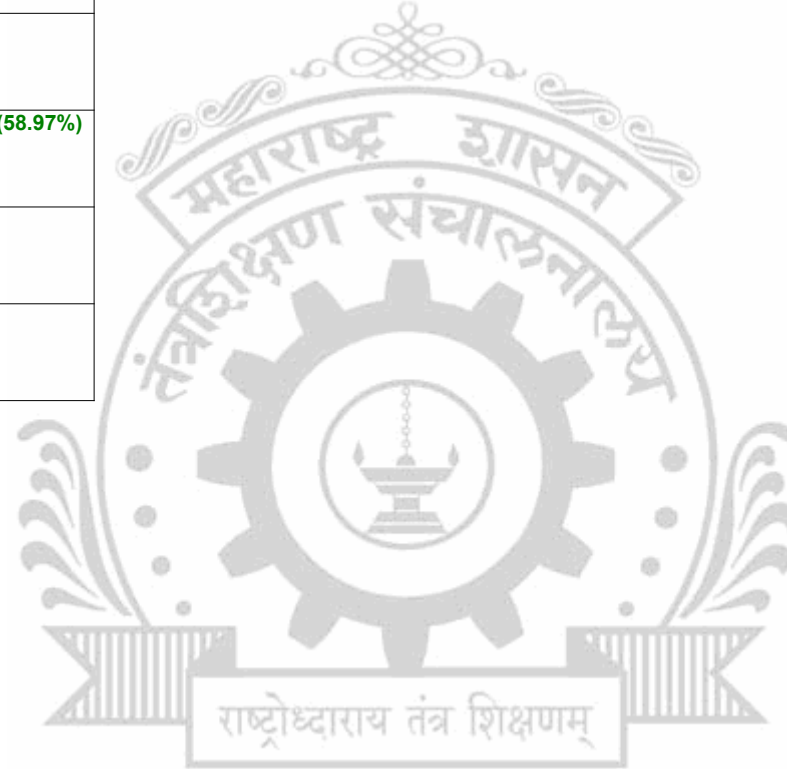 (58.97%)
महाराष्ट्र शासन
तंत्रशिक्षण संचालनालय
राष्ट्रोध्दाराय तंत्र शिक्षणम्